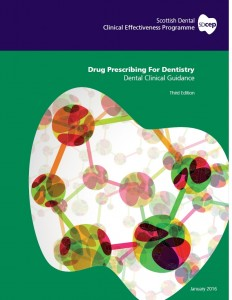 Scottish Dental
Clinical Effectiveness Programme
sdcep
Drug Prescribing For Dentistry
Dental Clinical Guidance
Third Edition
January 2016